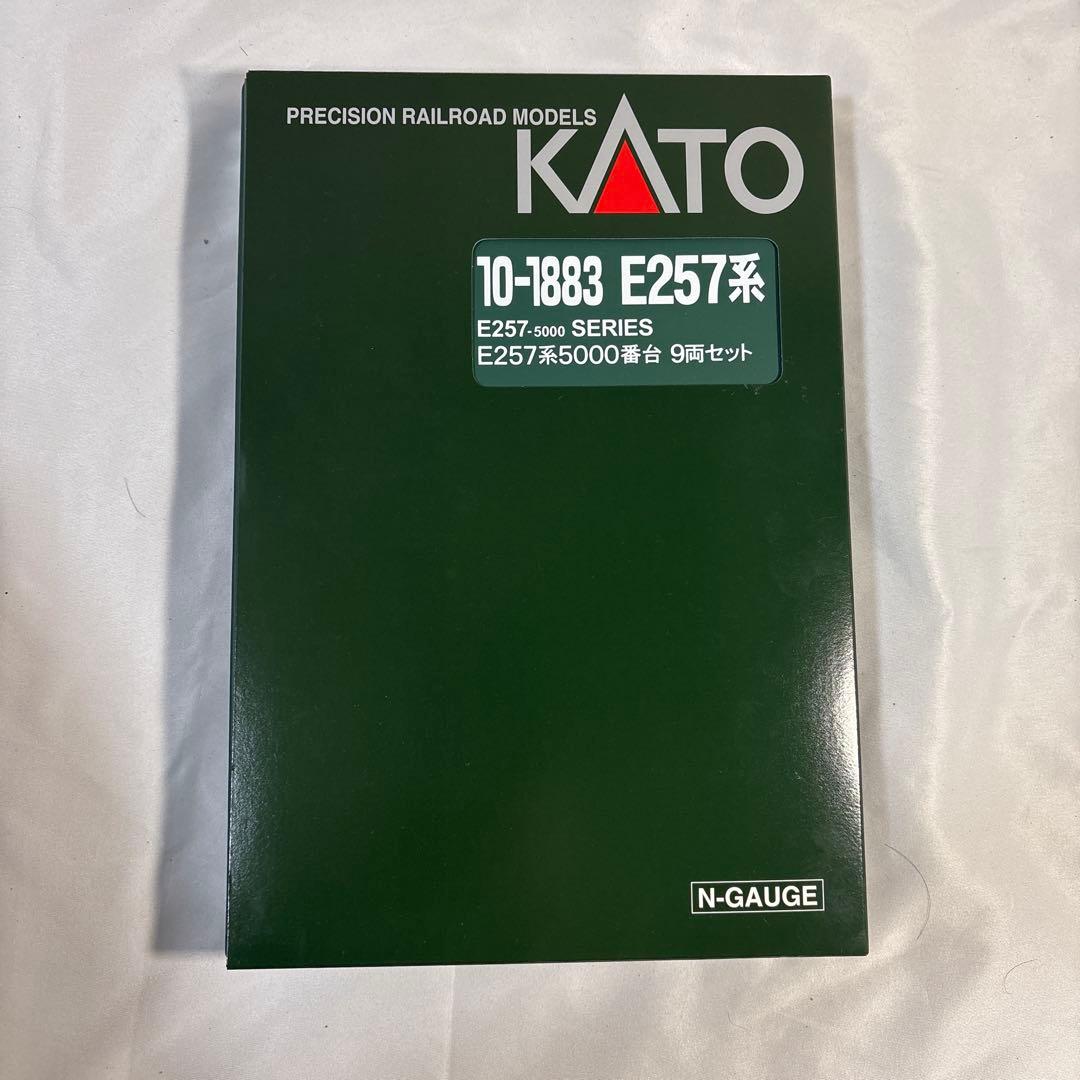 PRECISION RAILROAD MODELS
KATO
10-1883 E257系
E257-5000 SERIES
E257系5000番台 9両セット
N-GAUGE